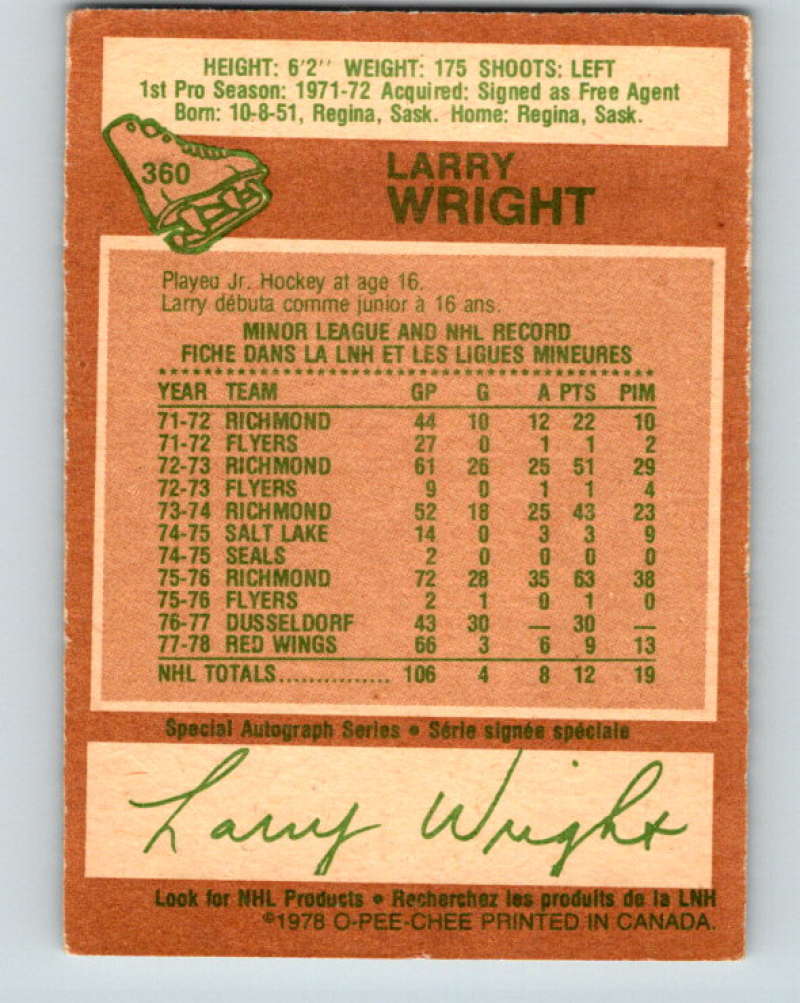 HEIGHT: 6'2'' WEIGHT: 175 SHOOTS: LEFT
1st Pro Season: 1971-72 Acquired: Signed as Free Agent
Born: 10-8-51, Regina, Sask. Home: Regina, Sask.
360
LARRY
WRIGHT
Played Jr. Hockey at age 16.
Larry débuta comme junior à 16 ans.
MINOR LEAGUE AND NHL RECORD
FICHE DANS LA LNH ET LES LIGUES MINEURES
YEAR TEAM GP G A PTS PIM
71-72 RICHMOND 44 10 12 22 10
71-72 FLYERS 27 0 1 1 2
72-73 RICHMOND 61 26 25 51 29
72-73 FLYERS 9 0 1 1 4
73-74 RICHMOND 52 18 25 43 23
74-75 SALT LAKE 14 0 3 3 9
74-75 SEALS 2 0 0 0 0
75-76 RICHMOND 72 28 35 63 38
75-76 FLYERS 2 1 0 1 0
76-77 DUSSELDORF 43 30 — 30 —
77-78 RED WINGS 66 3 6 9 13
NHL TOTALS............... 106 4 8 12 19
Special Autograph Series • Série signée spéciale
Larry Wright
Look for NHL Products • Recherchez les produits de la LNH
©1978 O-PEE-CHEE PRINTED IN CANADA.